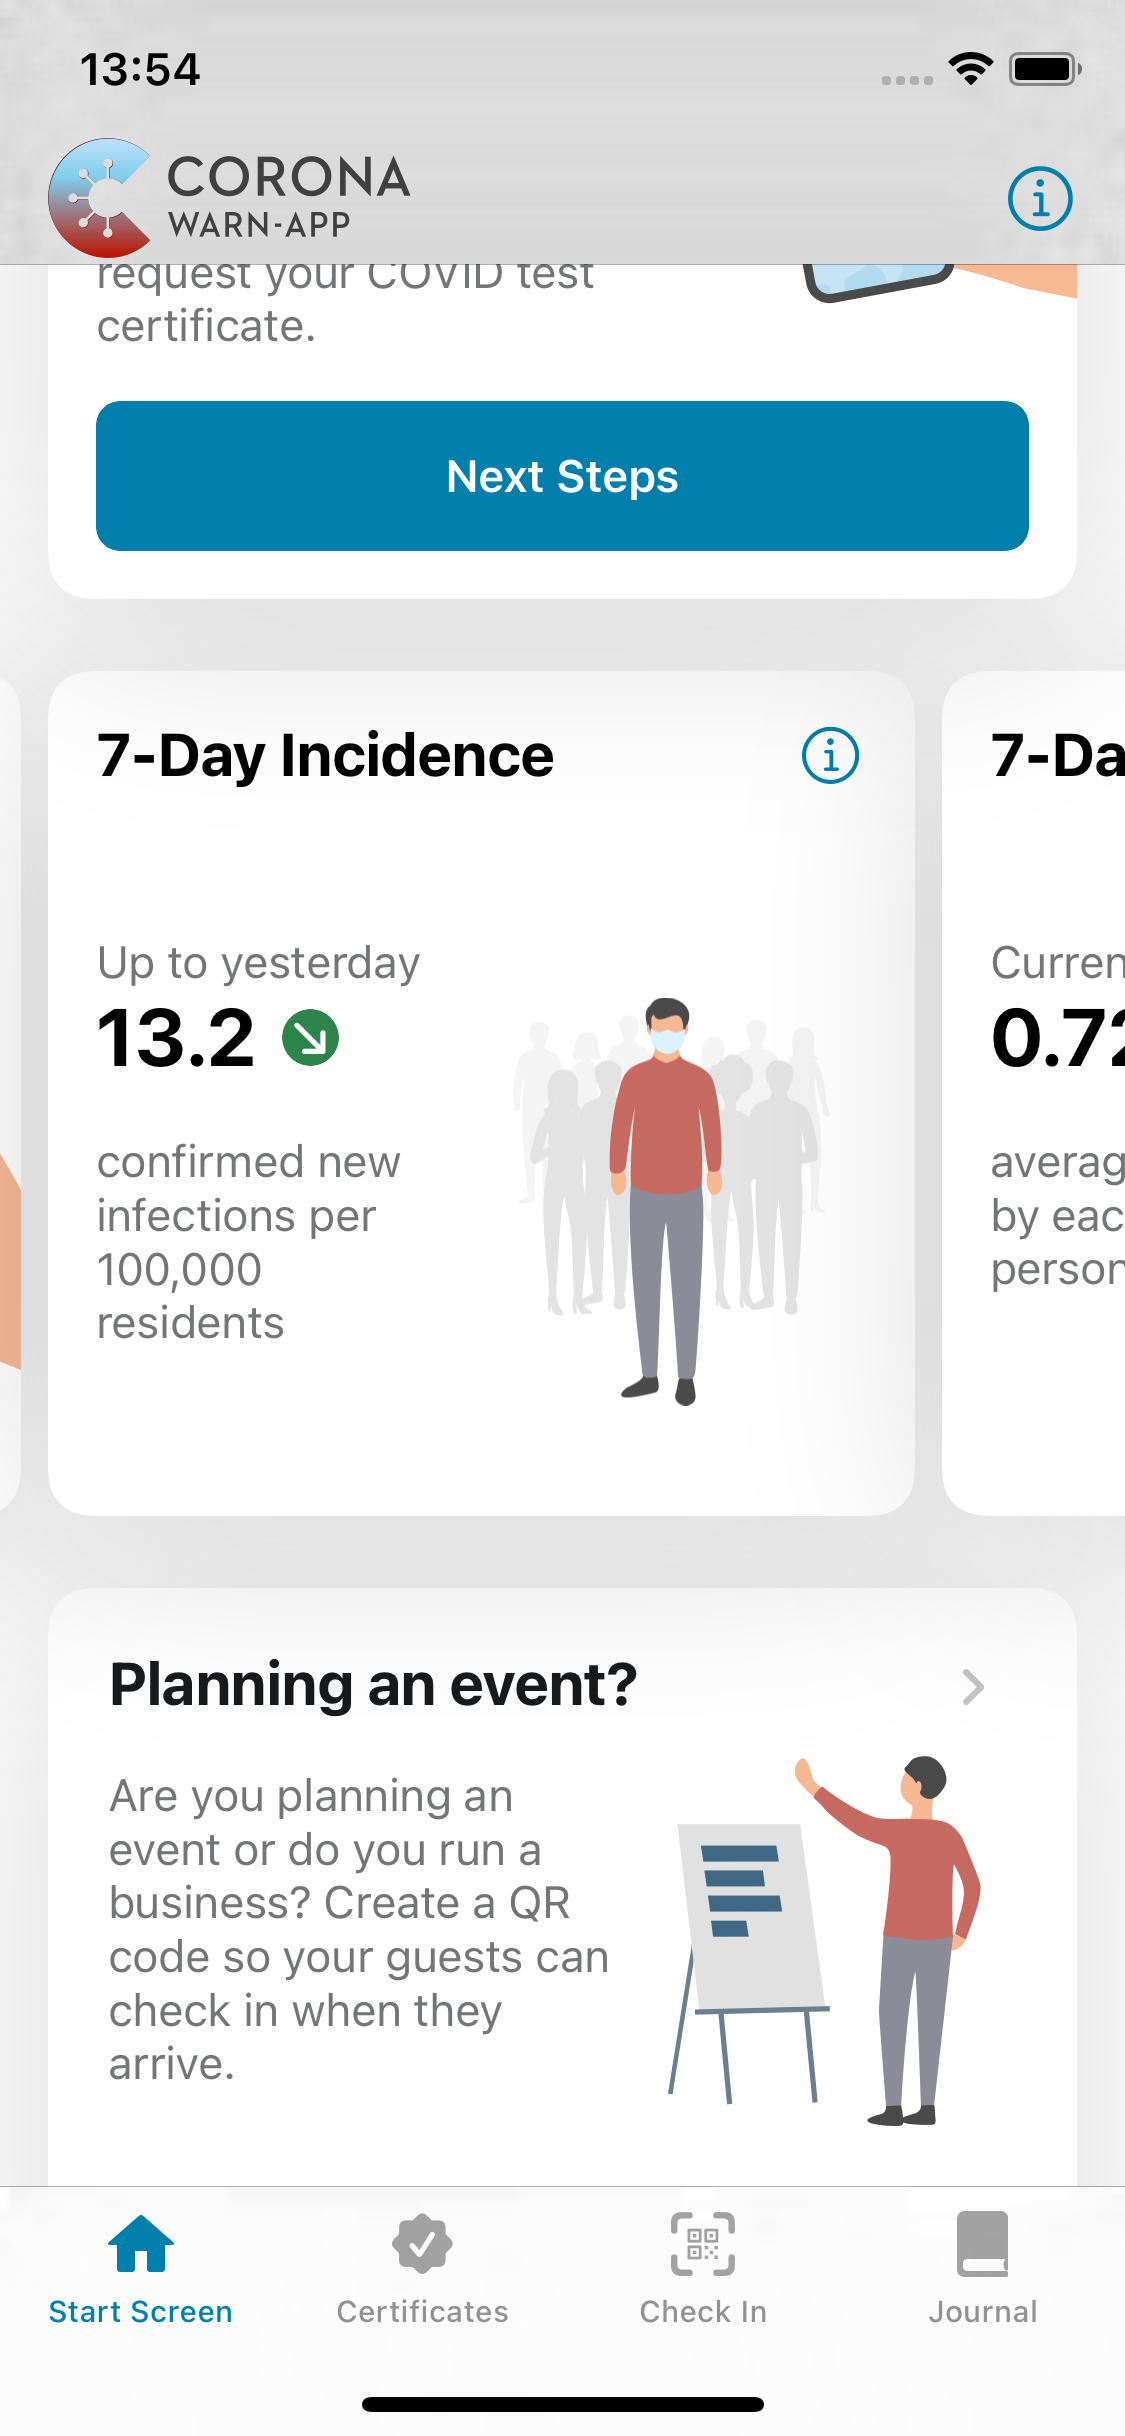 13:54
CORONA
WARN-APP
request your COVID test
certificate.
Next Steps
7-Day Incidence
Up to yesterday
13.2
confirmed new
infections per
100,000
residents
7-Da
Curren
0.72
averag
by eac
person
Planning an event?
Are you planning an
event or do you run a
business? Create a QR
code so your guests can
check in when they
arrive.
Start Screen
Certificates
Check In
Journal